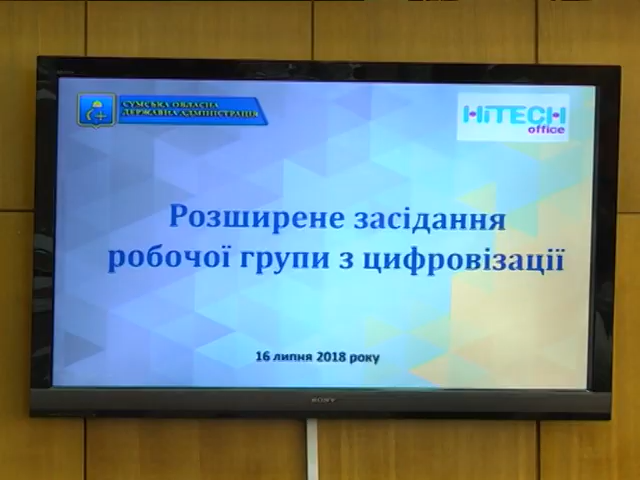 СУМСЬКА ОБЛАСНА
ДЕРЖАВНА АДМІНІСТРАЦІЯ
HiTECH
office
Розширене засідання
робочої групи з цифровізації
16 липня 2018 року
SONY